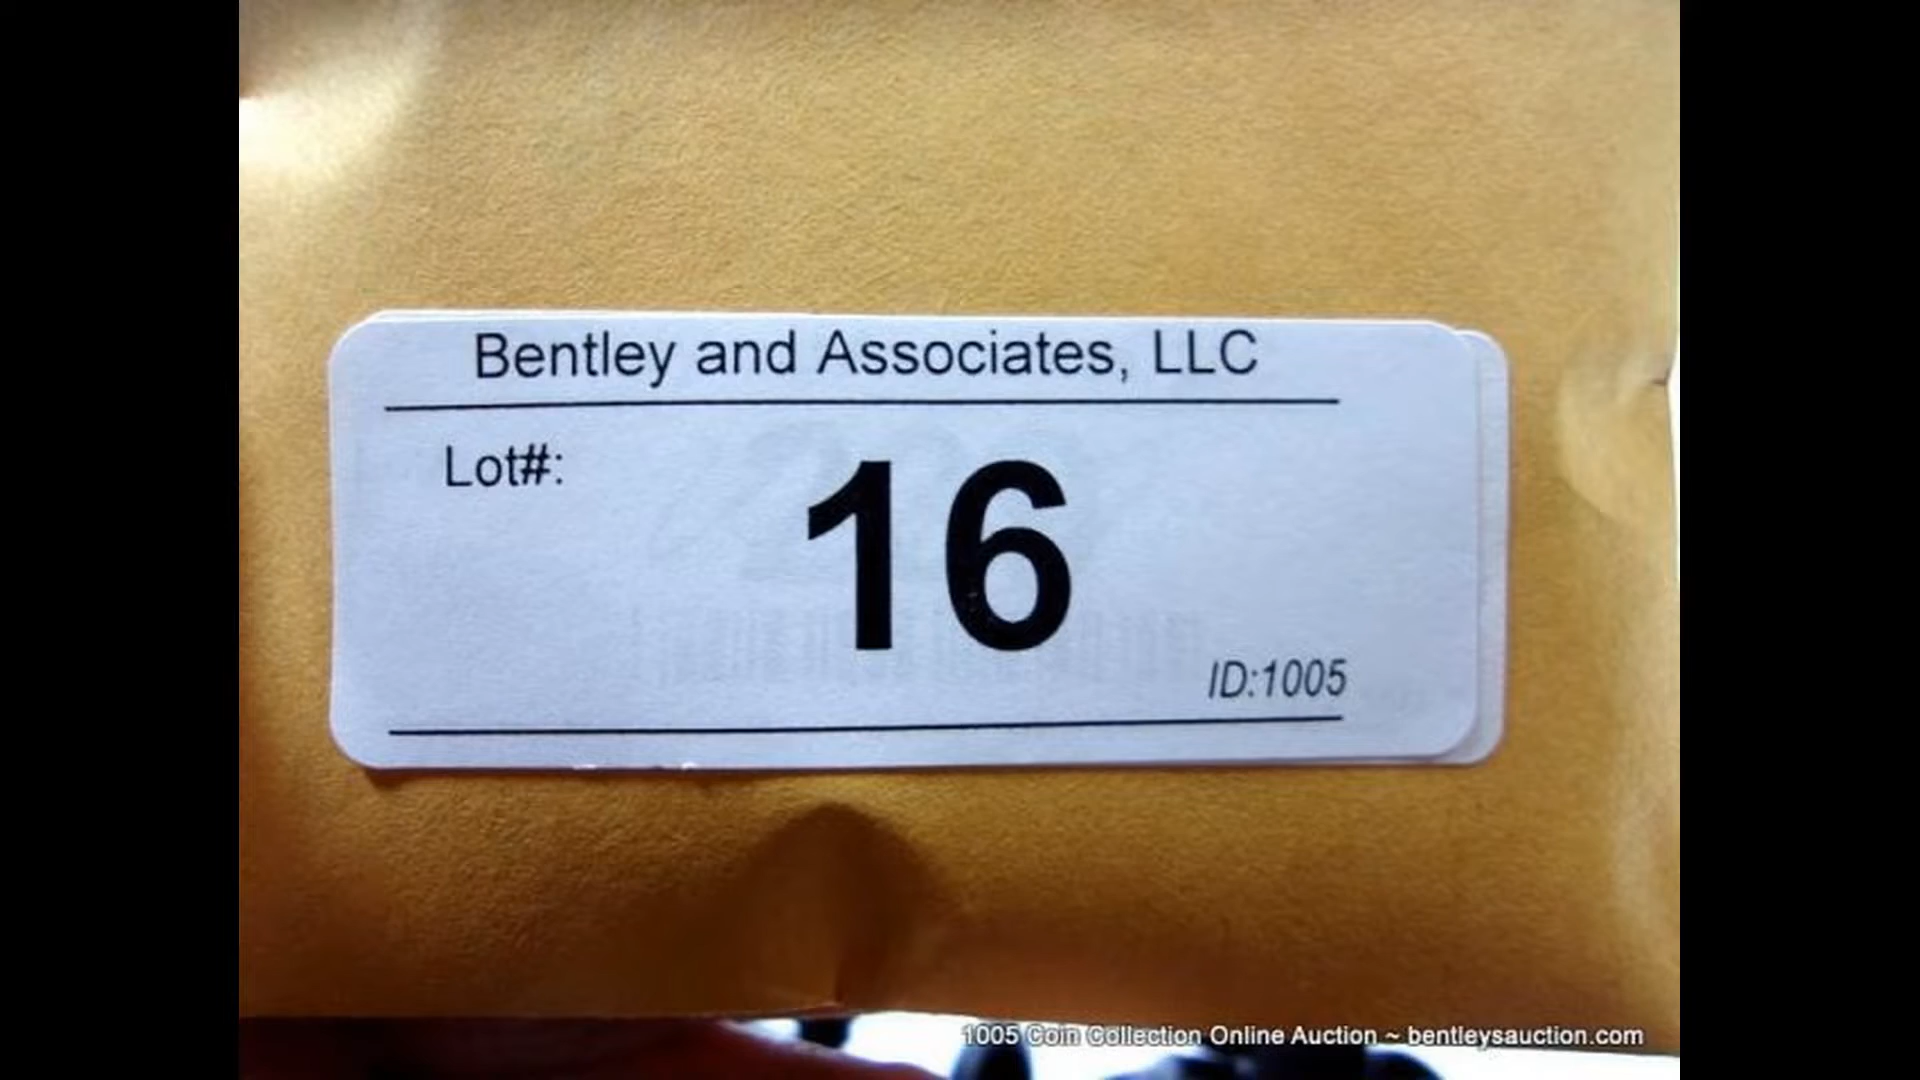 Bentley and Associates, LLC
Lot#:
16
ID:1005
1005 Coin Collection Online Auction ~ bentleysauction.com